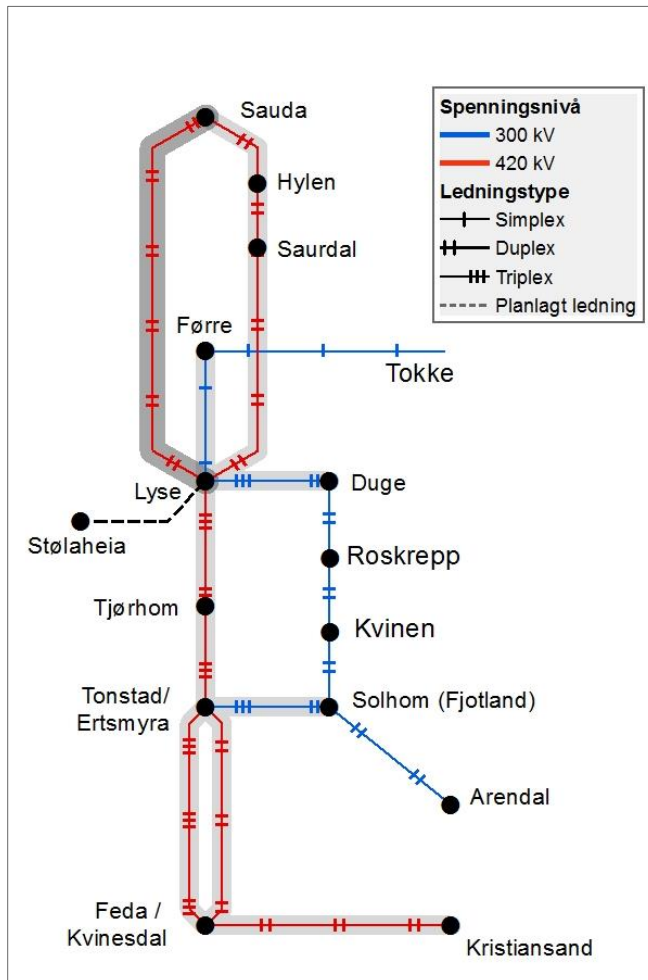 Sauda
Spenningsnivå
300 kV
420 kV
Ledningstype
Simplex
Duplex
Triplex
Planlagt ledning
Hylen
Saurdal
Førre
Tokke
Lyse
Duge
Stølaheia
Roskrepp
Tjørhom
Kvinen
Tonstad/
Ertsmyra
Solhom (Fjotland)
Arendal
Feda /
Kvinesdal
Kristiansand